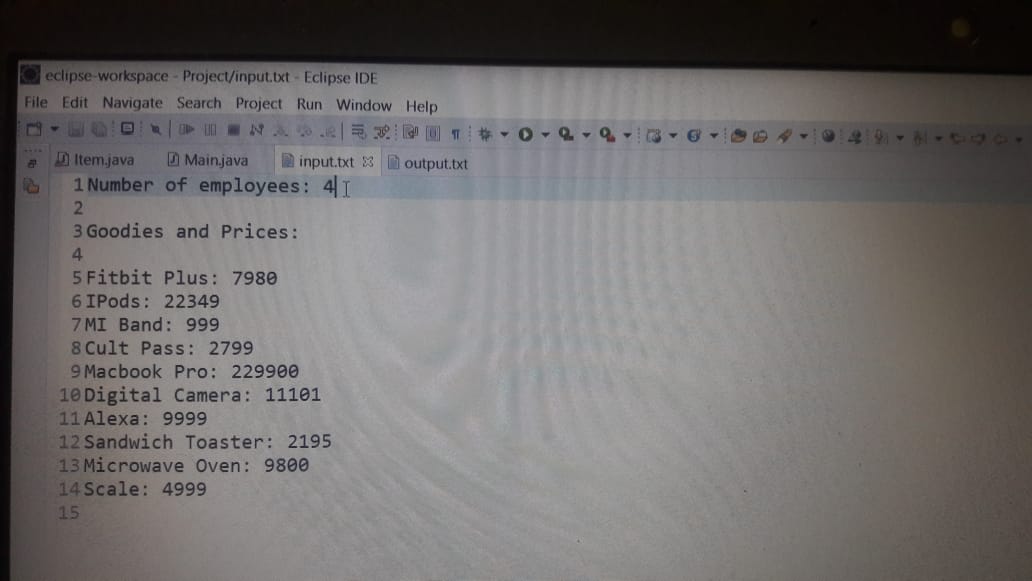 eclipse-workspace - Project/input.txt - Eclipse IDE
File Edit Navigate Search Project Run Window Help
Item.java Main.java input.txt output.txt
1 Number of employees: 4
2
3 Goodies and Prices:
4
5 Fitbit Plus: 7980
6 IPods: 22349
7 MI Band: 999
8 Cult Pass: 2799
9 Macbook Pro: 229900
10 Digital Camera: 11101
11 Alexa: 9999
12 Sandwich Toaster: 2195
13 Microwave Oven: 9800
14 Scale: 4999
15